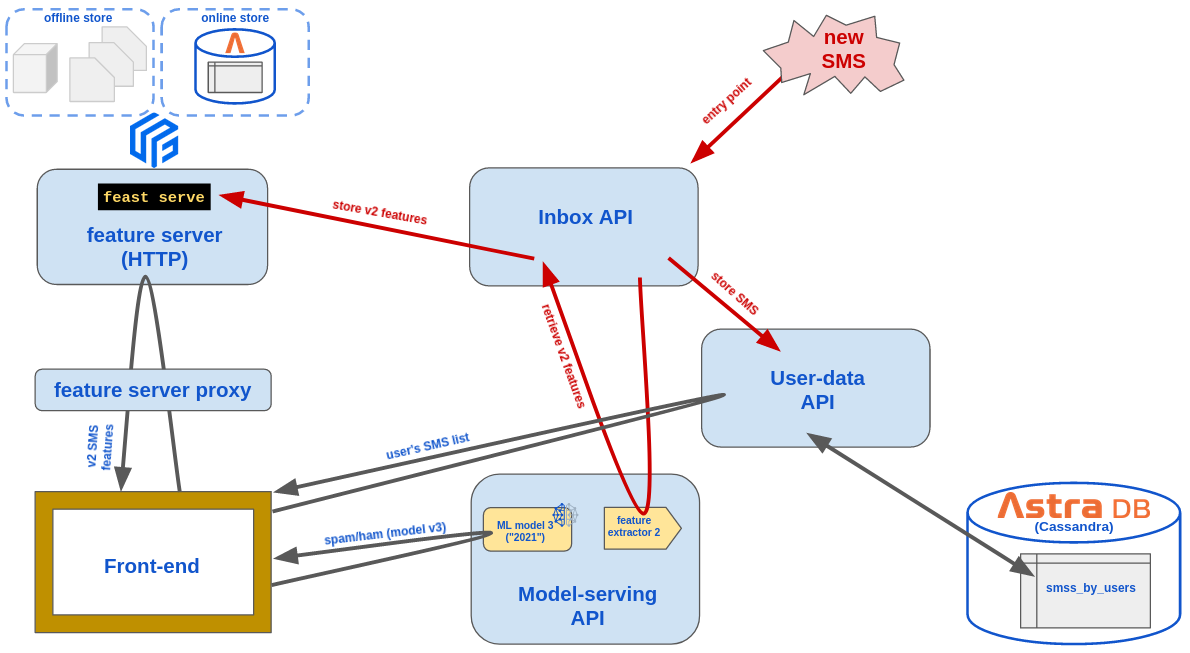 offline store
online store
new
SMS
entry point
feast serve
feature server
(HTTP)
store v2 features
Inbox API
store SMS
retrieve v2 features
User-data
API
feature server proxy
v2 SMS
features
user's SMS list
Astra DB
(Cassandra)
smss_by_users
ML model 3
("2021")
feature
extractor 2
spam/ham (model v3)
Front-end
Model-serving
API